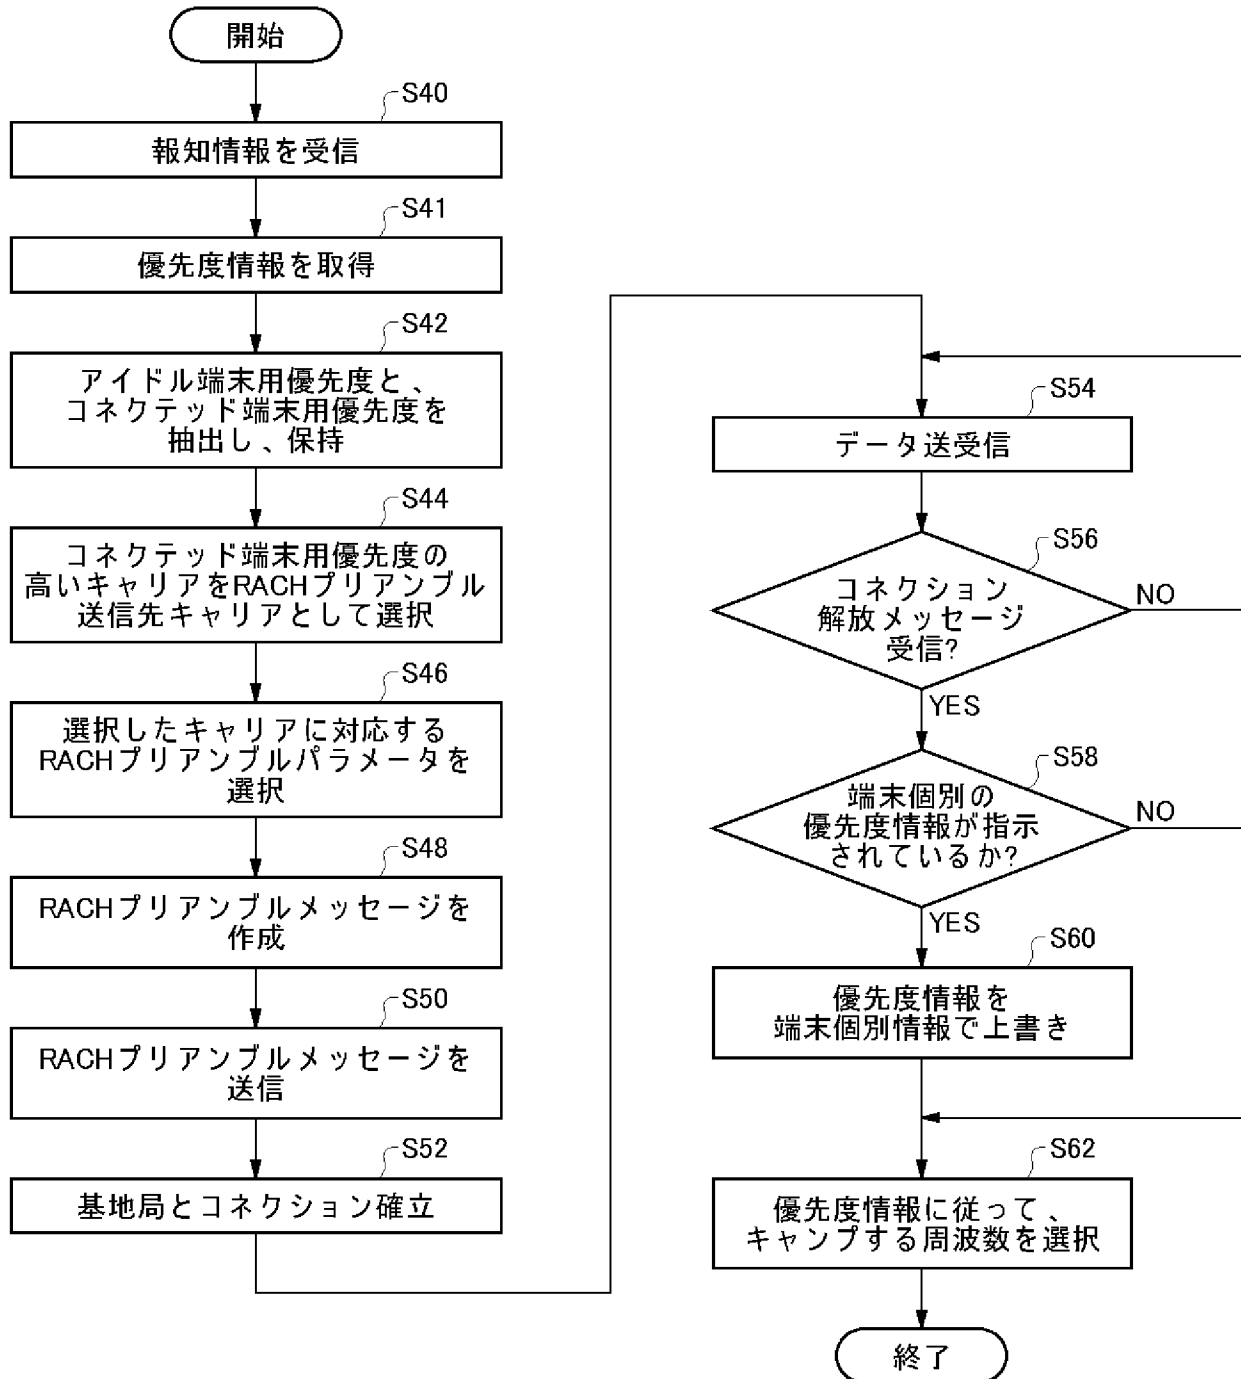 開始
S40
報知情報を受信
S41
優先度情報を取得
S42
アイドル端末用優先度と、
コネクテッド端末用優先度を
抽出し、保持
S44
コネクテッド端末用優先度の
高いキャリアをRACHプリアンブル
送信先キャリアとして選択
S46
選択したキャリアに対応する
RACHプリアンブルパラメータを
選択
S48
RACHプリアンブルメッセージを
作成
S50
RACHプリアンブルメッセージを
送信
S52
基地局とコネクション確立
S54
データ送受信
S56
コネクション
解放メッセージ
受信?
NO
YES
S58
端末個別の
優先度情報が指示
されているか?
NO
YES
S60
優先度情報を
端末個別情報で上書き
S62
優先度情報に従って、
キャンプする周波数を選択
終了